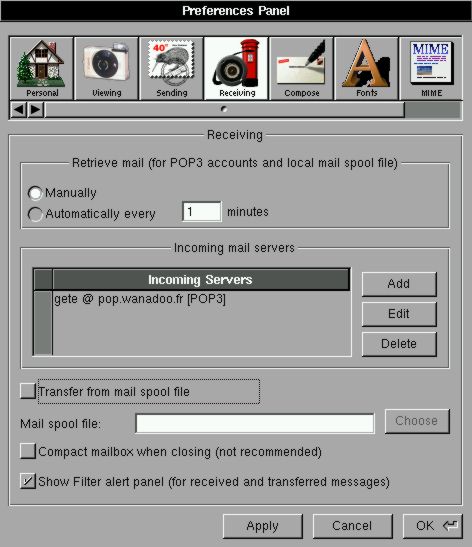 Preferences Panel
40°
MIME
Personal
Viewing
Sending
Receiving
Compose
Fonts
MIME
Receiving
Retrieve mail (for POP3 accounts and local mail spool file)
Manually
Automatically every 1 minutes
Incoming mail servers
Incoming Servers
gete @ pop.wanadoo.fr [POP3]
Add
Edit
Delete
Transfer from mail spool file
Mail spool file: Choose
Compact mailbox when closing (not recommended)
Show Filter alert panel (for received and transferred messages)
Apply Cancel OK